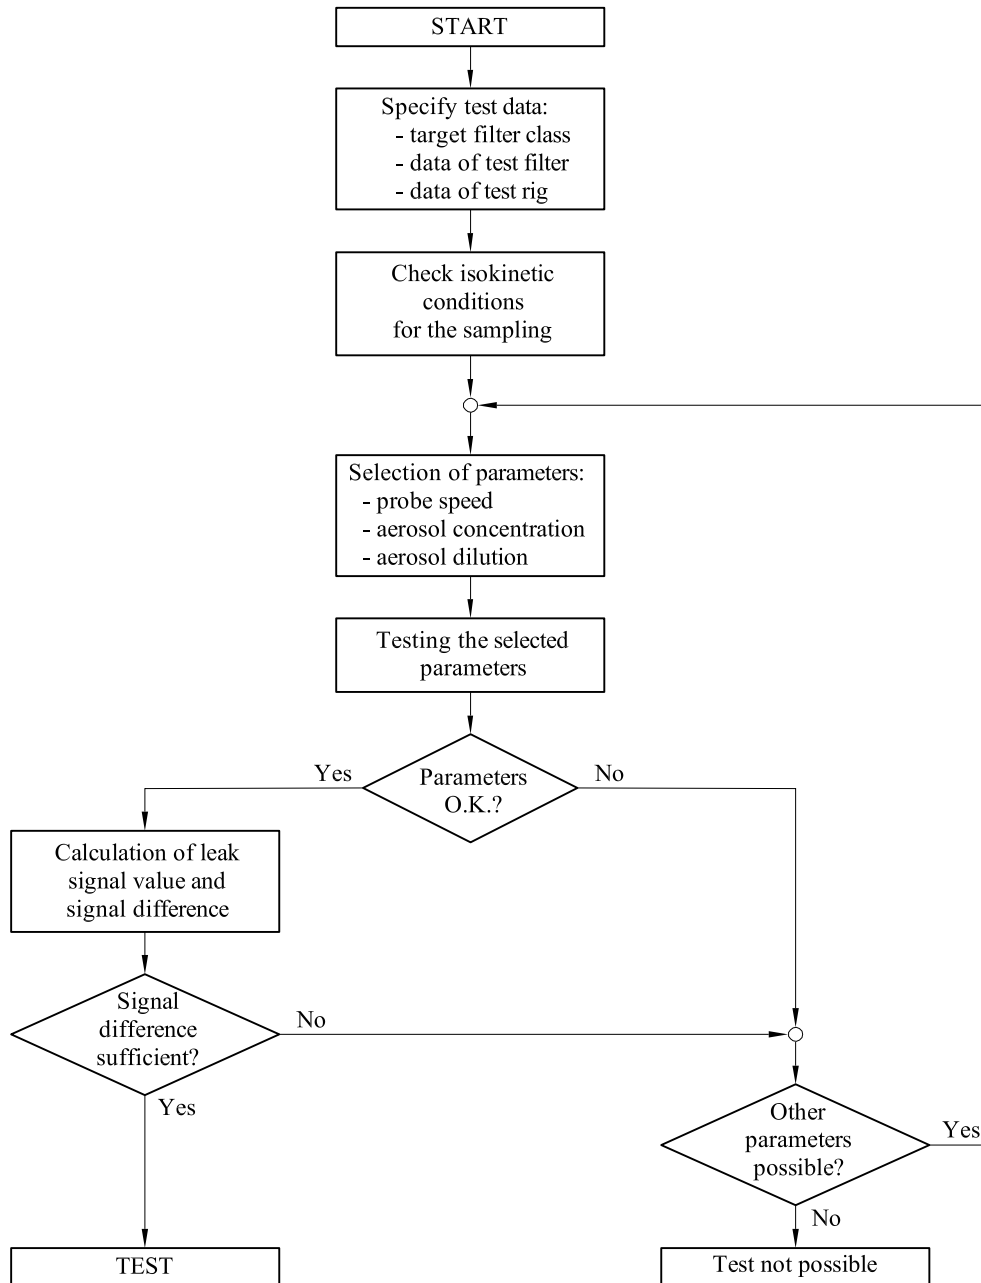 START
Specify test data:
- target filter class
- data of test filter
- data of test rig
Check isokinetic
conditions
for the sampling
Selection of parameters:
- probe speed
- aerosol concentration
- aerosol dilution
Testing the selected
parameters
Yes
Parameters
O.K.?
No
Calculation of leak
signal value and
signal difference
Signal
difference
sufficient?
No
Yes
Other
parameters
possible?
Yes
No
TEST
Test not possible